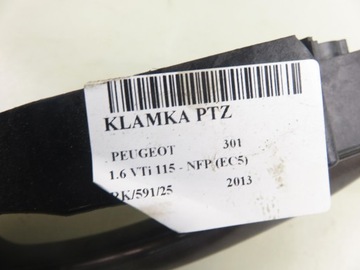 KLAMKA PTZ
PEUGEOT 301
1.6 VTi 115 - NFP (EC5)
RK/591/25 2013